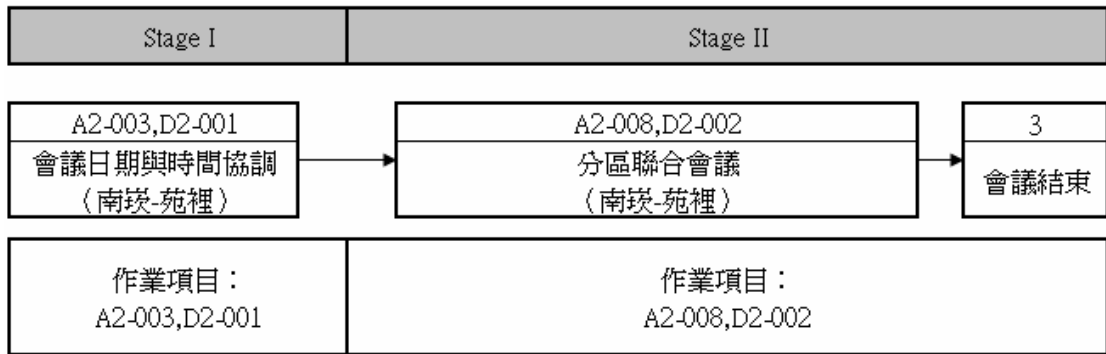 Stage I
Stage II
A2-003,D2-001
會議日期與時間協調
（南崁-苑裡）
A2-008,D2-002
分區聯合會議
（南崁-苑裡）
3
會議結束
作業項目：
A2-003,D2-001
作業項目：
A2-008,D2-002